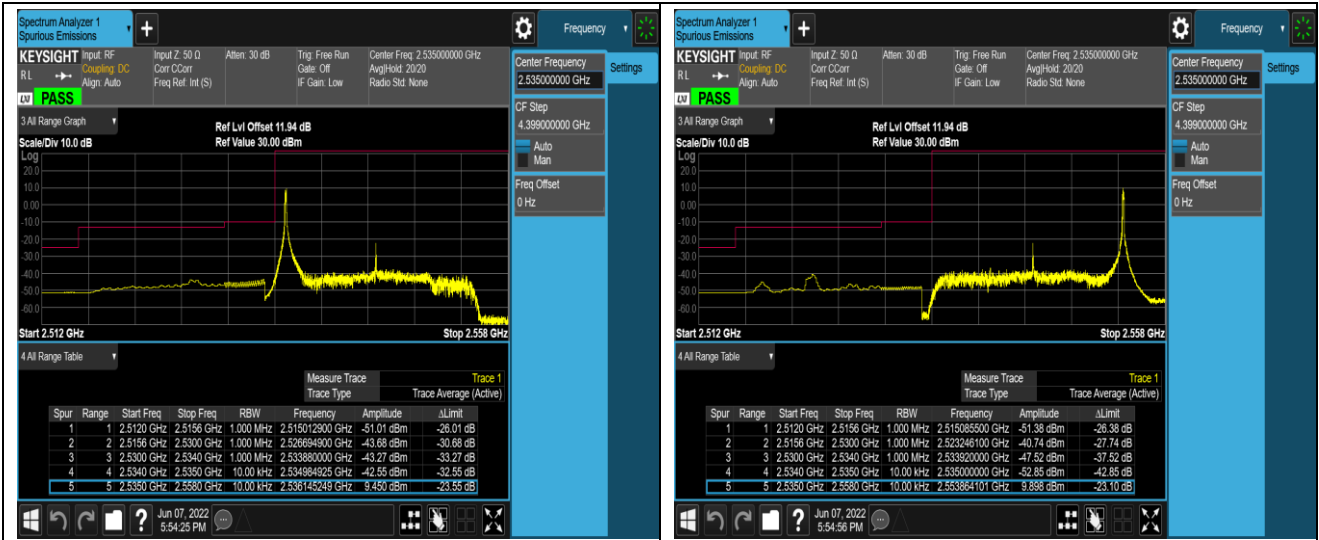 Spectrum Analyzer 1
Spurious Emissions
+
Frequency
KEYSIGHT
RL
Input: RF
Coupling: DC
Align: Auto
Input Z: 50 Ω
Corr CCorr
Freq Ref: Int (S)
Atten: 30 dB
Trig: Free Run
Gate: Off
IF Gain: Low
Center Freq: 2.535000000 GHz
Avg|Hold: 20/20
Radio Std: None
LXI PASS
Center Frequency
2.535000000 GHz
Settings
CF Step
4.399000000 GHz
Auto
Man
Freq Offset
0 Hz
3 All Range Graph
Ref Lvl Offset 11.94 dB
Scale/Div 10.0 dB
Ref Value 30.00 dBm
Log
20.0
10.0
0.00
-10.0
-20.0
-30.0
-40.0
-50.0
-60.0
Start 2.512 GHz
Stop 2.558 GHz
4 All Range Table
Measure Trace Trace 1
Trace Type Trace Average (Active)
Spur Range Start Freq Stop Freq RBW Frequency Amplitude ΔLimit
1 1 2.5120 GHz 2.5156 GHz 1.000 MHz 2.515012900 GHz -51.01 dBm -26.01 dB
2 2 2.5156 GHz 2.5300 GHz 1.000 MHz 2.526694900 GHz -43.68 dBm -30.68 dB
3 3 2.5300 GHz 2.5340 GHz 1.000 MHz 2.533880000 GHz -43.27 dBm -33.27 dB
4 4 2.5340 GHz 2.5350 GHz 10.00 kHz 2.534984925 GHz -42.55 dBm -32.55 dB
5 5 2.5350 GHz 2.5580 GHz 10.00 kHz 2.536145249 GHz 9.450 dBm -23.55 dB
?
Jun 07, 2022
5:54:25 PM
Spectrum Analyzer 1
Spurious Emissions
+
Frequency
KEYSIGHT
RL
Input: RF
Coupling: DC
Align: Auto
Input Z: 50 Ω
Corr CCorr
Freq Ref: Int (S)
Atten: 30 dB
Trig: Free Run
Gate: Off
IF Gain: Low
Center Freq: 2.535000000 GHz
Avg|Hold: 20/20
Radio Std: None
LXI PASS
Center Frequency
2.535000000 GHz
Settings
CF Step
4.399000000 GHz
Auto
Man
Freq Offset
0 Hz
3 All Range Graph
Ref Lvl Offset 11.94 dB
Scale/Div 10.0 dB
Ref Value 30.00 dBm
Log
20.0
10.0
0.00
-10.0
-20.0
-30.0
-40.0
-50.0
-60.0
Start 2.512 GHz
Stop 2.558 GHz
4 All Range Table
Measure Trace Trace 1
Trace Type Trace Average (Active)
Spur Range Start Freq Stop Freq RBW Frequency Amplitude ΔLimit
1 1 2.5120 GHz 2.5156 GHz 1.000 MHz 2.515085500 GHz -51.38 dBm -26.38 dB
2 2 2.5156 GHz 2.5300 GHz 1.000 MHz 2.523246100 GHz -40.74 dBm -27.74 dB
3 3 2.5300 GHz 2.5340 GHz 1.000 MHz 2.533920000 GHz -47.52 dBm -37.52 dB
4 4 2.5340 GHz 2.5350 GHz 10.00 kHz 2.535000000 GHz -52.85 dBm -42.85 dB
5 5 2.5350 GHz 2.5580 GHz 10.00 kHz 2.553864101 GHz 9.898 dBm -23.10 dB
?
Jun 07, 2022
5:54:56 PM